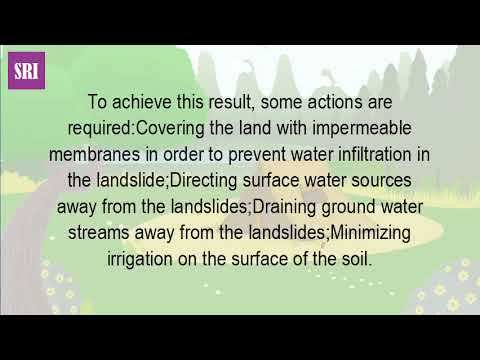 SRI
To achieve this result, some actions are
required:Covering the land with impermeable
membranes in order to prevent water infiltration in
the landslide;Directing surface water sources
away from the landslides;Draining ground water
streams away from the landslides;Minimizing
irrigation on the surface of the soil.